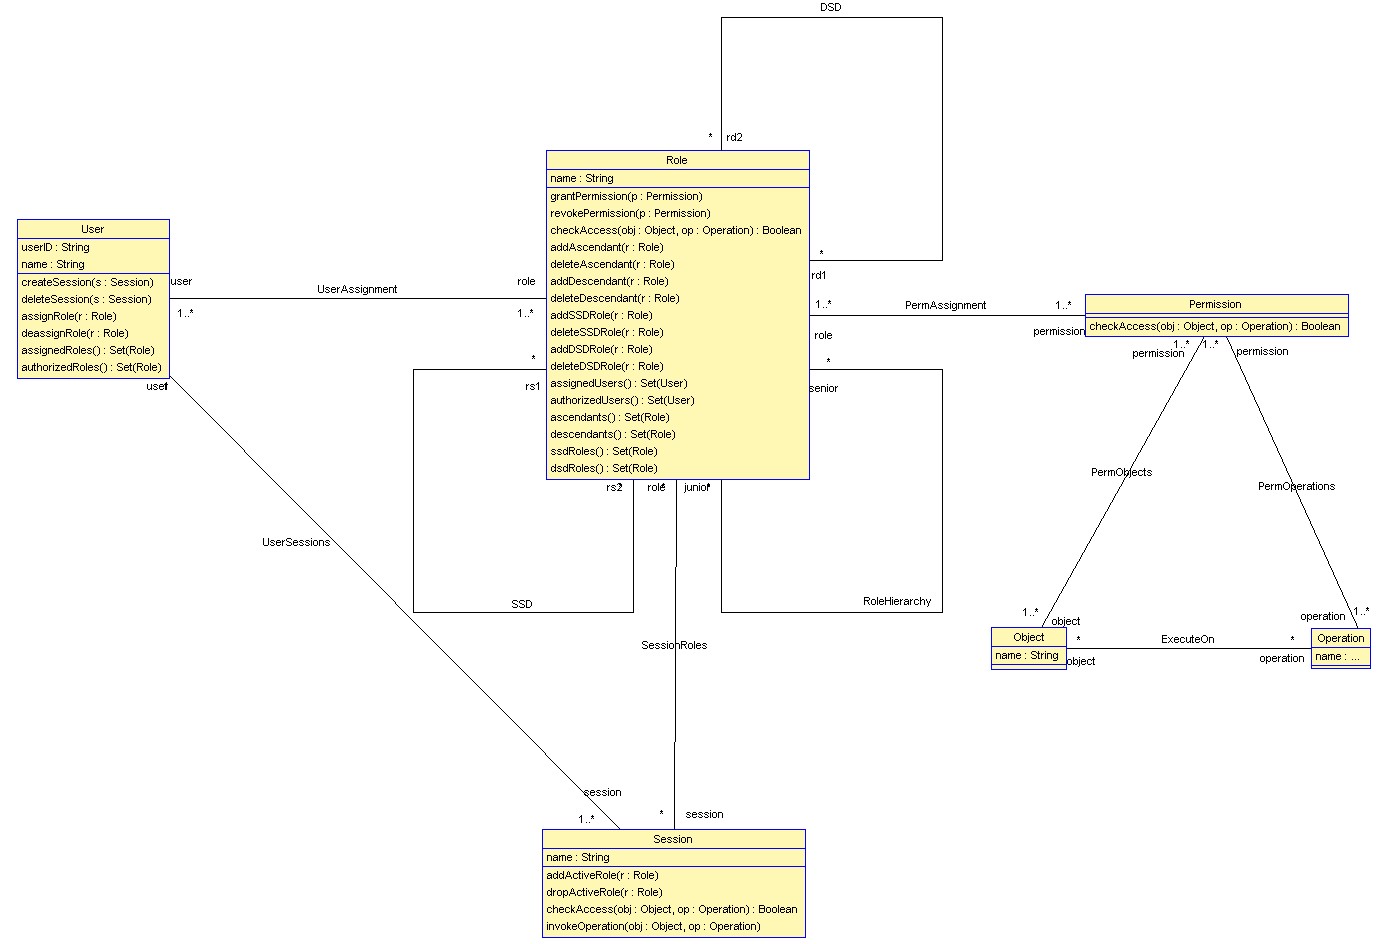 DSD
*
rd2
Role
name : String
grantPermission(p : Permission)
revokePermission(p : Permission)
checkAccess(obj : Object, op : Operation) : Boolean
addAscendant(r : Role)
deleteAscendant(r : Role)
addDescendant(r : Role)
deleteDescendant(r : Role)
addSSDRole(r : Role)
deleteSSDRole(r : Role)
addDSDRole(r : Role)
deleteDSDRole(r : Role)
assignedUsers() : Set(User)
authorizedUsers() : Set(User)
ascendants() : Set(Role)
descendants() : Set(Role)
ssdRoles() : Set(Role)
dsdRoles() : Set(Role)
*
rd1
User
userID : String
name : String
createSession(s : Session)
deleteSession(s : Session)
assignRole(r : Role)
deassignRole(r : Role)
assignedRoles() : Set(Role)
authorizedRoles() : Set(Role)
user
1..*
UserAssignment
role
1..*
1..*
role
PermAssignment
1..*
permission
Permission
checkAccess(obj : Object, op : Operation) : Boolean
permission
1..*
1..*
permission
*
rs1
*
senior
user
1
rs2
*
role
*
junior
*
PermObjects
PermOperations
UserSessions
SSD
RoleHierarchy
SessionRoles
1..*
object
operation
1..*
Object
name : String
*
object
ExecuteOn
*
operation
Operation
name : ...
session
1..*
*
session
Session
name : String
addActiveRole(r : Role)
dropActiveRole(r : Role)
checkAccess(obj : Object, op : Operation) : Boolean
invokeOperation(obj : Object, op : Operation)